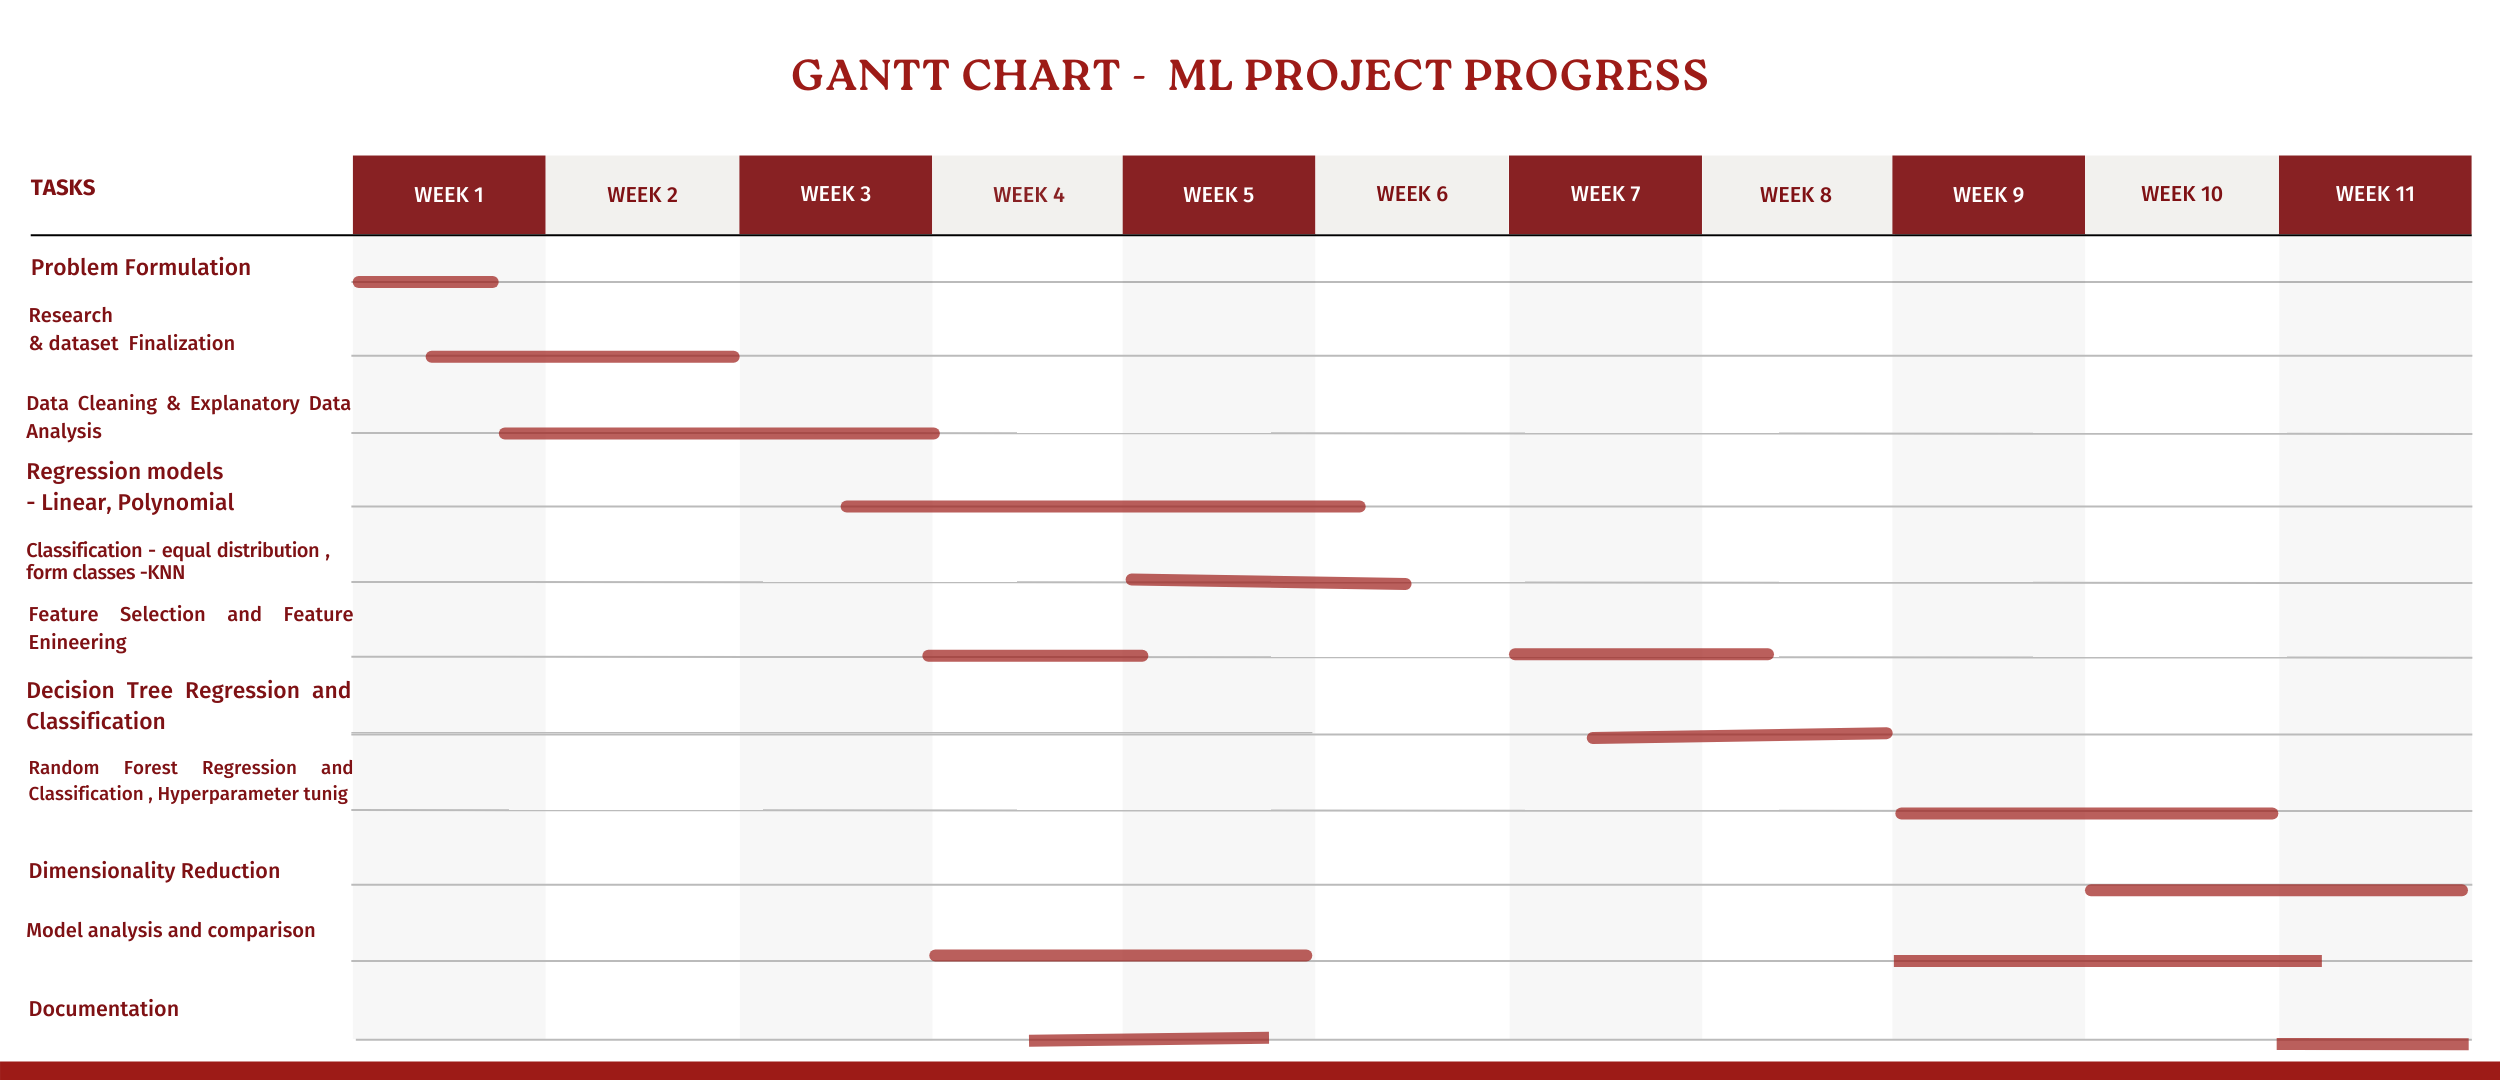 GANTT CHART - ML PROJECT PROGRESS
TASKS
WEEK 1
WEEK 2
WEEK 3
WEEK 4
WEEK 5
WEEK 6
WEEK 7
WEEK 8
WEEK 9
WEEK 10
WEEK 11
Problem Formulation
Research
& dataset Finalization
Data Cleaning & Explanatory Data
Analysis
Regression models
- Linear, Polynomial
Classification - equal distribution ,
form classes -KNN
Feature Selection and Feature
Enineering
Decision Tree Regression and
Classification
Random Forest Regression and
Classification , Hyperparameter tunig
Dimensionality Reduction
Model analysis and comparison
Documentation